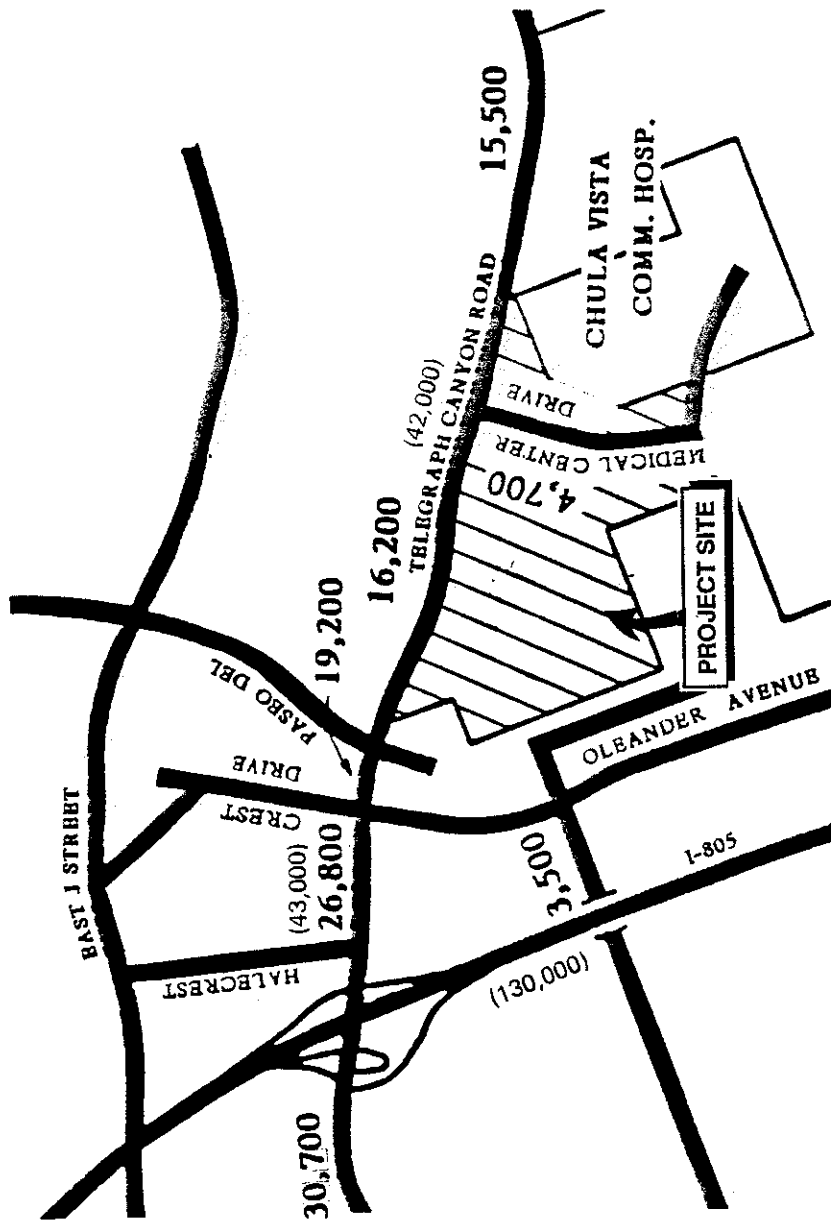 EAST J STREET
HALECREST
CREST
DRIVE
PASEO DEL
30,700
(43,000)
26,800
19,200
16,200
TELEGRAPH CANYON ROAD
(42,000)
15,500
(130,000)
3,500
I-805
OLEANDER AVENUE
PROJECT SITE
4,700
MEDICAL CENTER
DRIVE
CHULA VISTA
COMM. HOSP.